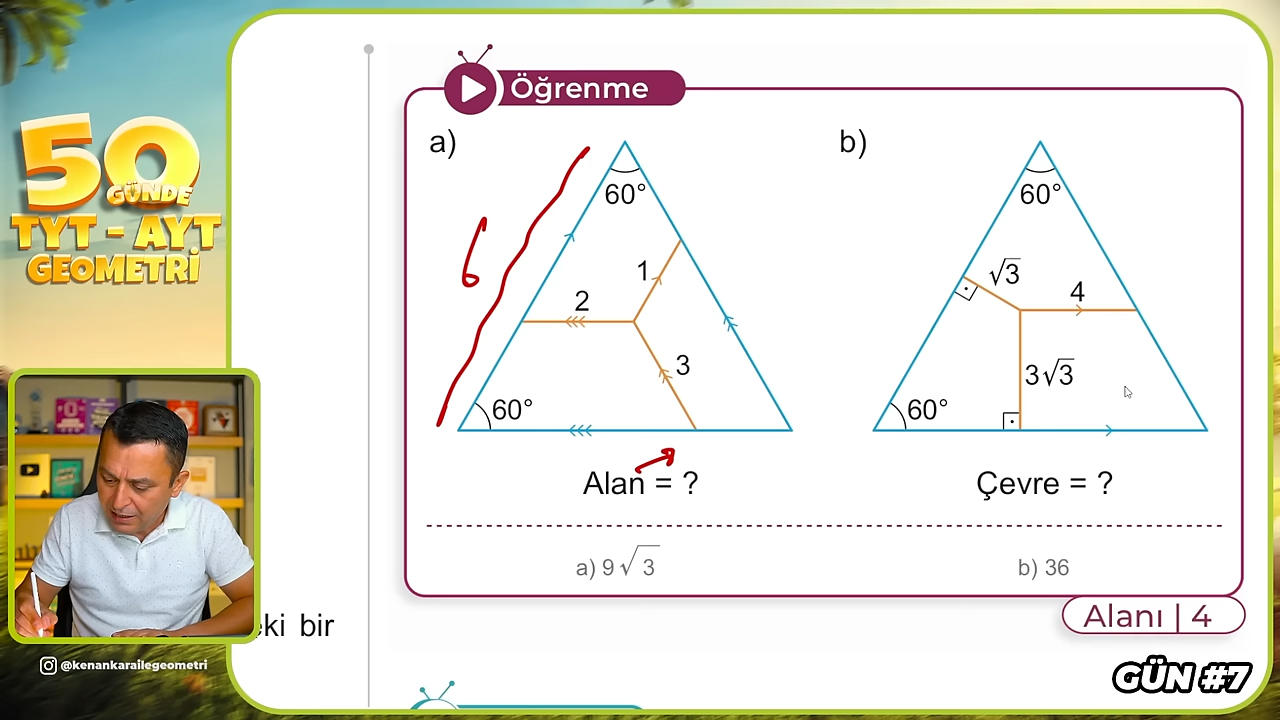 50
GÜNDE
TYT - AYT
GEOMETRİ
Öğrenme
a)
60°
6
1
2
3
60°
Alan = ?
b)
60°
√3
4
3√3
60°
Çevre = ?
a) 9√3
b) 36
Alanı | 4
eki bir
@kenankarailegeometri
GÜN #7